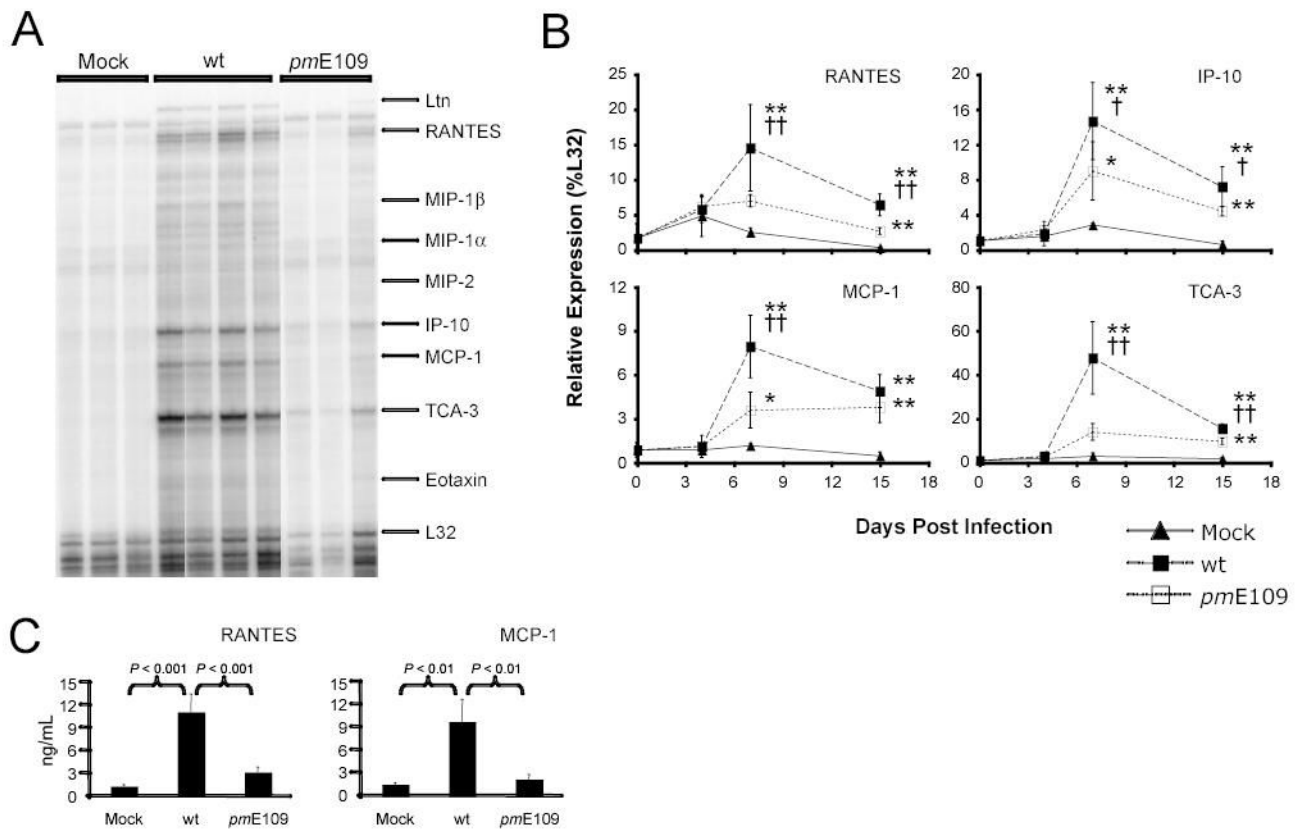 A
Mock wt pmE109
Ltn
RANTES
MIP-1β
MIP-1α
MIP-2
IP-10
MCP-1
TCA-3
Eotaxin
L32
B
Relative Expression (%L32)
RANTES
25
20
15
10
5
0
**
††
**
††
**
IP-10
20
16
12
8
4
0
**
†
*
**
†
**
MCP-1
12
9
6
3
0
**
††
*
**
**
0 3 6 9 12 15 18
TCA-3
80
60
40
20
0
**
††
**
††
**
0 3 6 9 12 15 18
Days Post Infection
Mock
wt
pmE109
C
RANTES
P < 0.001 P < 0.001
ng/mL
15
12
9
6
3
0
Mock wt pmE109
MCP-1
P < 0.01 P < 0.01
15
12
9
6
3
0
Mock wt pmE109